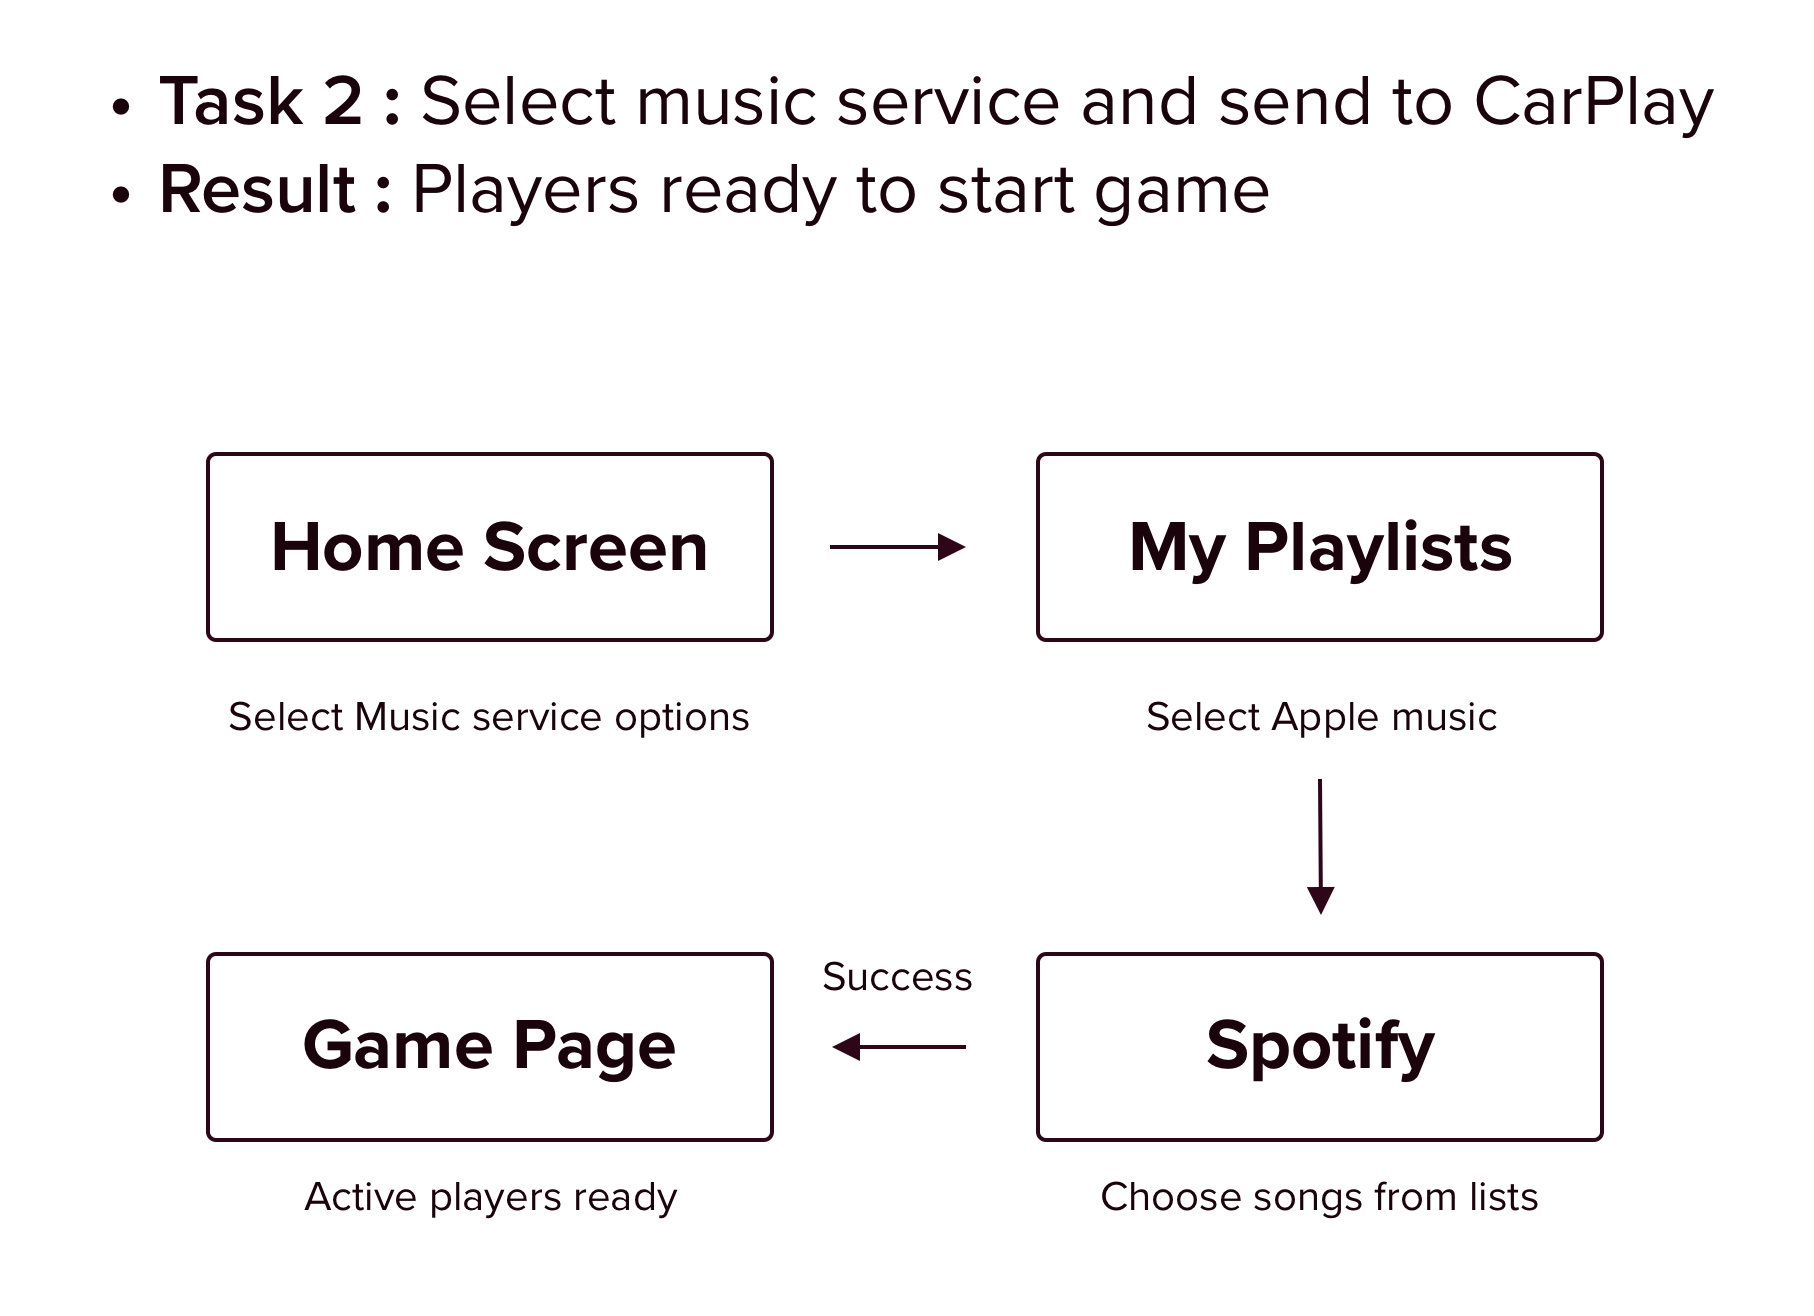 • Task 2 : Select music service and send to CarPlay
• Result : Players ready to start game
Home Screen
Select Music service options
My Playlists
Select Apple music
Spotify
Choose songs from lists
Success
Game Page
Active players ready